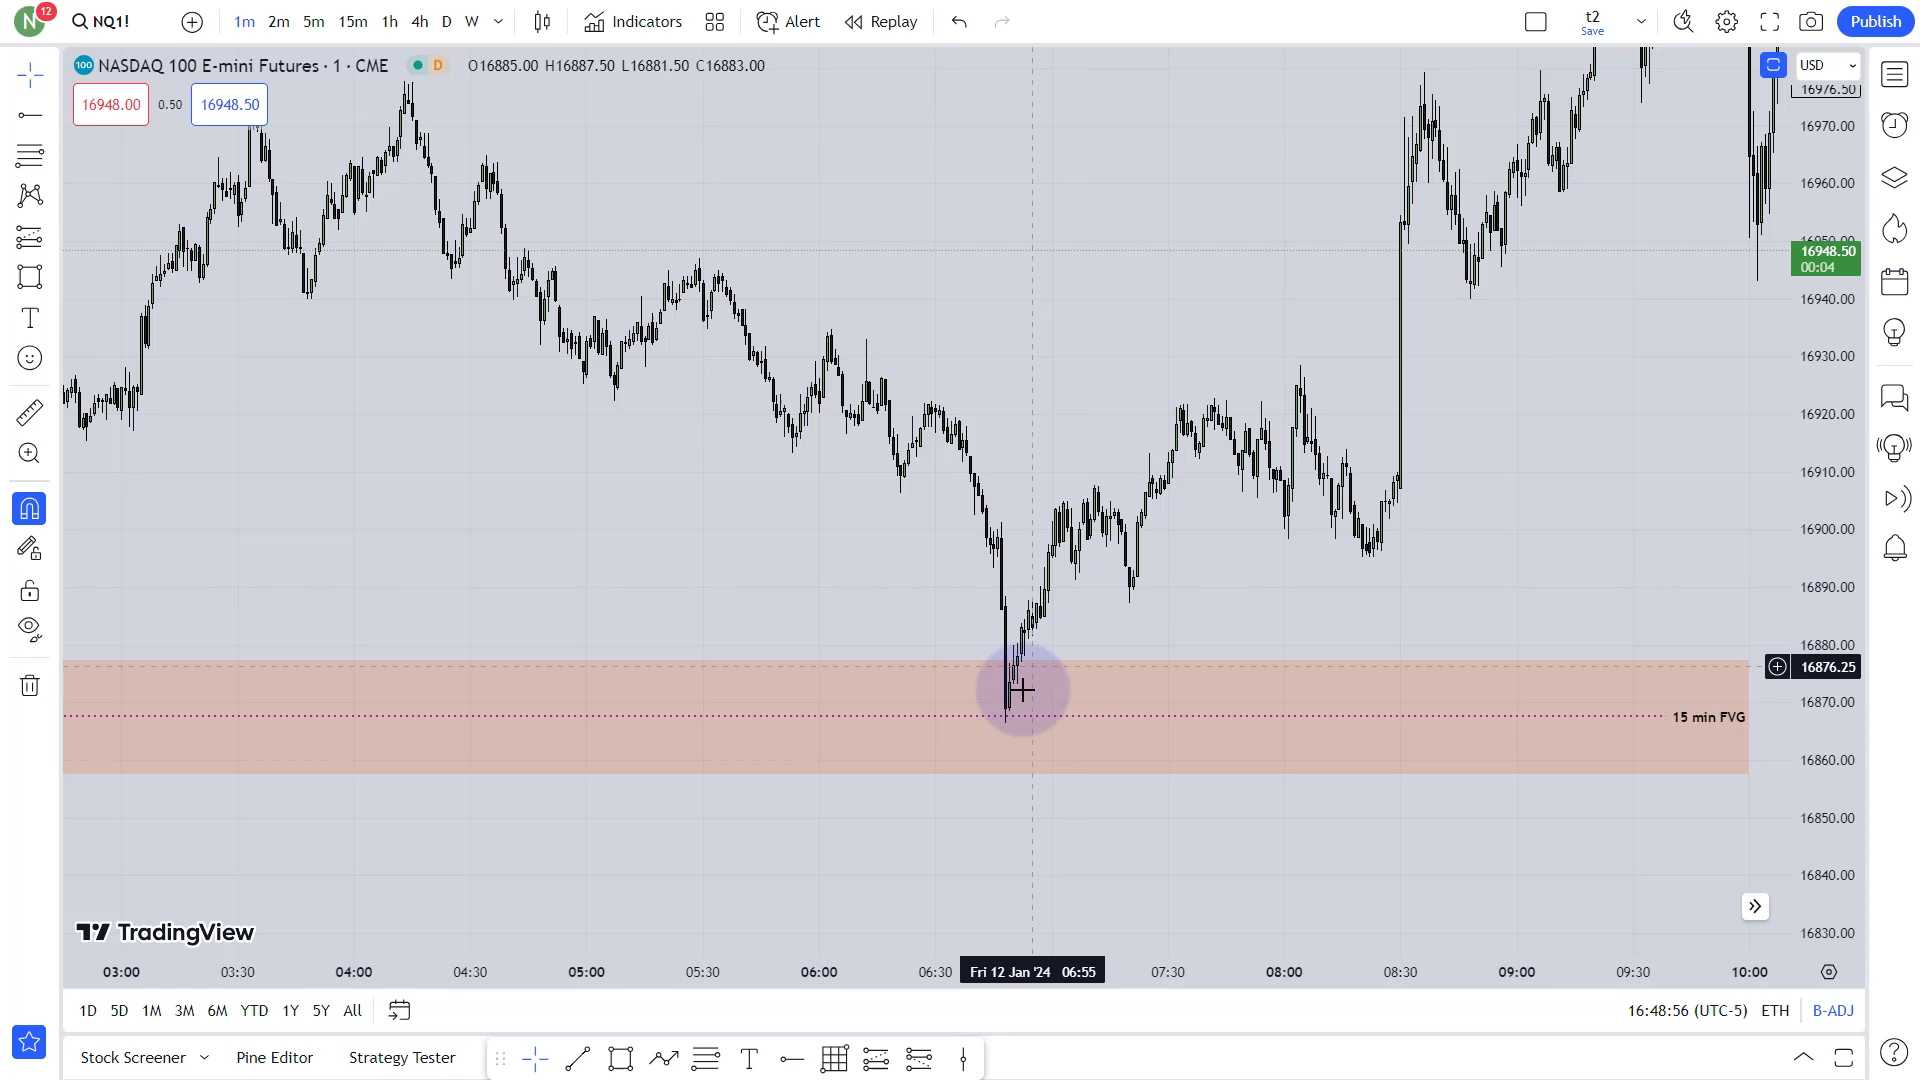 N
12
NQ1!
1m 2m 5m 15m 1h 4h D W
Indicators
Alert
Replay
t2
Save
Publish
100
NASDAQ 100 E-mini Futures · 1 · CME
D
O16885.00 H16887.50 L16881.50 C16883.00
USD
16948.00 0.50 16948.50
16976.50
16970.00
16960.00
16950.00
16948.50
00:04
16940.00
16930.00
16920.00
16910.00
16900.00
16890.00
16880.00
16876.25
16870.00
15 min FVG
16860.00
16850.00
16840.00
16830.00
TradingView
03:00 03:30 04:00 04:30 05:00 05:30 06:00 06:30 Fri 12 Jan '24 06:55 07:30 08:00 08:30 09:00 09:30 10:00
1D 5D 1M 3M 6M YTD 1Y 5Y All
16:48:56 (UTC-5) ETH B-ADJ
Stock Screener Pine Editor Strategy Tester